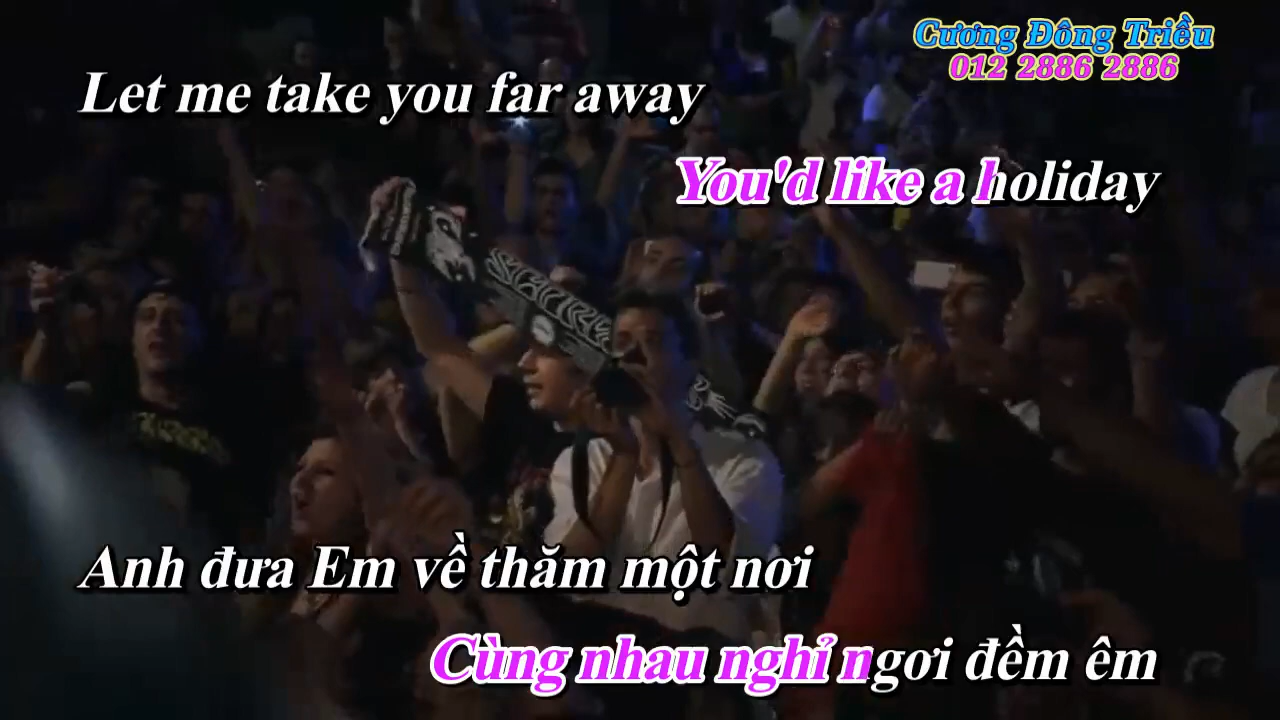 Cương Đông Triều
012 2886 2886
Let me take you far away
You'd like a holiday
Anh đưa Em về thăm một nơi
Cùng nhau nghỉ ngơi đềm êm